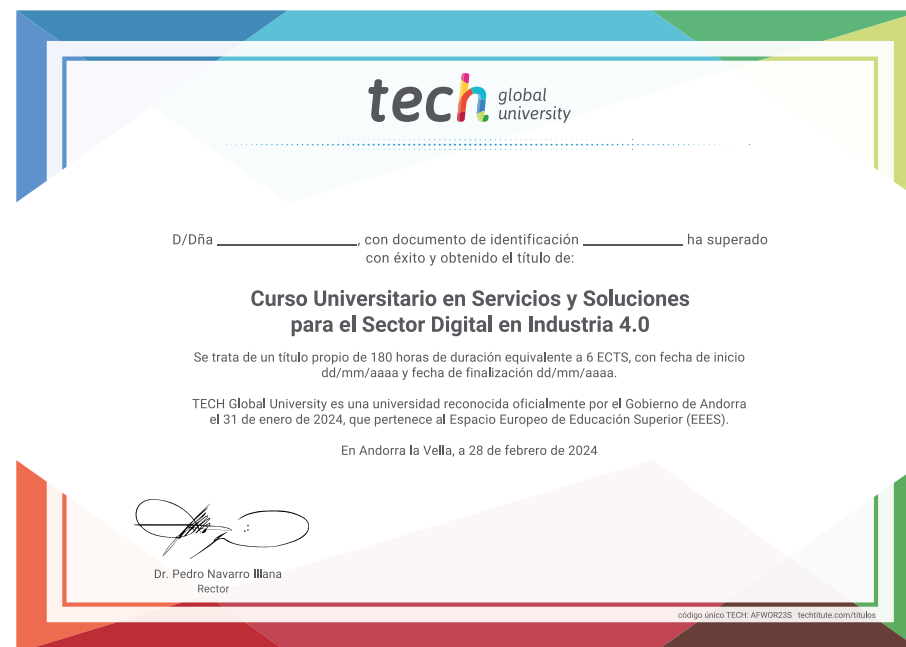 tech global university
D/Dña ____________________, con documento de identificación ______________ ha superado
con éxito y obtenido el título de:
Curso Universitario en Servicios y Soluciones
para el Sector Digital en Industria 4.0
Se trata de un título propio de 180 horas de duración equivalente a 6 ECTS, con fecha de inicio
dd/mm/aaaa y fecha de finalización dd/mm/aaaa.
TECH Global University es una universidad reconocida oficialmente por el Gobierno de Andorra
el 31 de enero de 2024, que pertenece al Espacio Europeo de Educación Superior (EEES).
En Andorra la Vella, a 28 de febrero de 2024
Dr. Pedro Navarro Illana
Rector
código único TECH: AFWOR23S techtitute.com/titulos